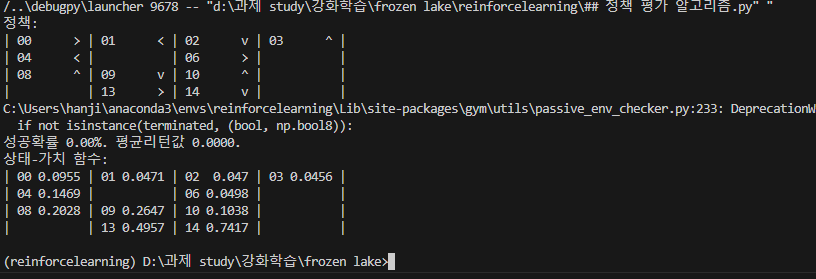 /..\debugpy\launcher 9678 -- "d:\과제 study\강화학습\frozen lake\reinforcelearning\## 정책 평가 알고리즘.py" "
정책:
| 00      > | 01      < | 02      v | 03      ^ |
| 04      < |           | 06      > |           |
| 08      ^ | 09      v | 10      ^ |           |
|           | 13      > | 14      v |           |
C:\Users\hanji\anaconda3\envs\reinforcelearning\Lib\site-packages\gym\utils\passive_env_checker.py:233: DeprecationW
  if not isinstance(terminated, (bool, np.bool8)):
성공확률 0.00%. 평균리턴값 0.0000.
상태-가치 함수:
| 00 0.0955 | 01 0.0471 | 02  0.047 | 03 0.0456 |
| 04 0.1469 |           | 06 0.0498 |           |
| 08 0.2028 | 09 0.2647 | 10 0.1038 |           |
|           | 13 0.4957 | 14 0.7417 |           |
(reinforcelearning) D:\과제 study\강화학습\frozen lake>